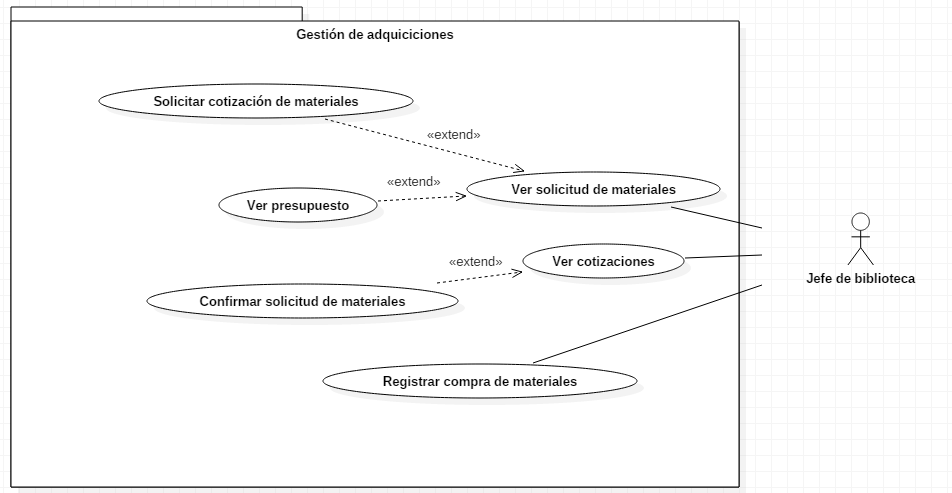 Gestión de adquiciciones
Solicitar cotización de materiales
«extend»
Ver solicitud de materiales
«extend»
Ver presupuesto
Ver cotizaciones
«extend»
Confirmar solicitud de materiales
Jefe de biblioteca
Registrar compra de materiales